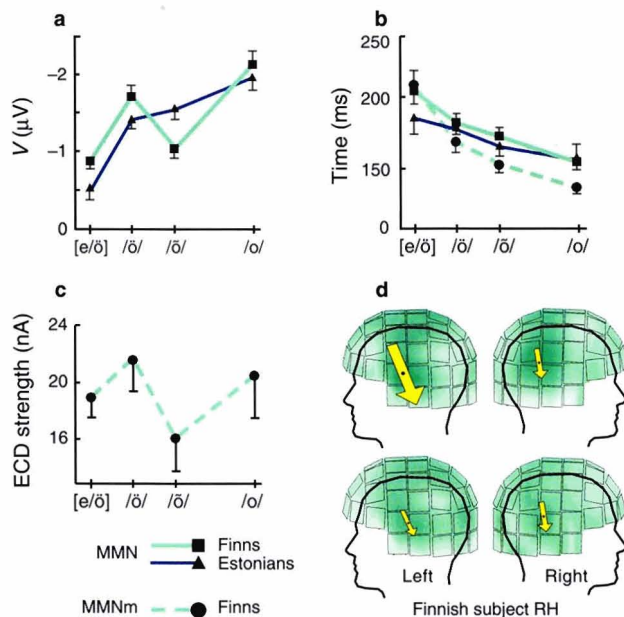 a
V (µV)
–2
–1
0
[e/ö] /ö/ /õ/ /o/
b
Time (ms)
250
200
150
0
[e/ö] /ö/ /õ/ /o/
c
ECD strength (nA)
24
20
16
[e/ö] /ö/ /õ/ /o/
MMN
Finns
Estonians
MMNm
Finns
d
Left Right
Finnish subject RH